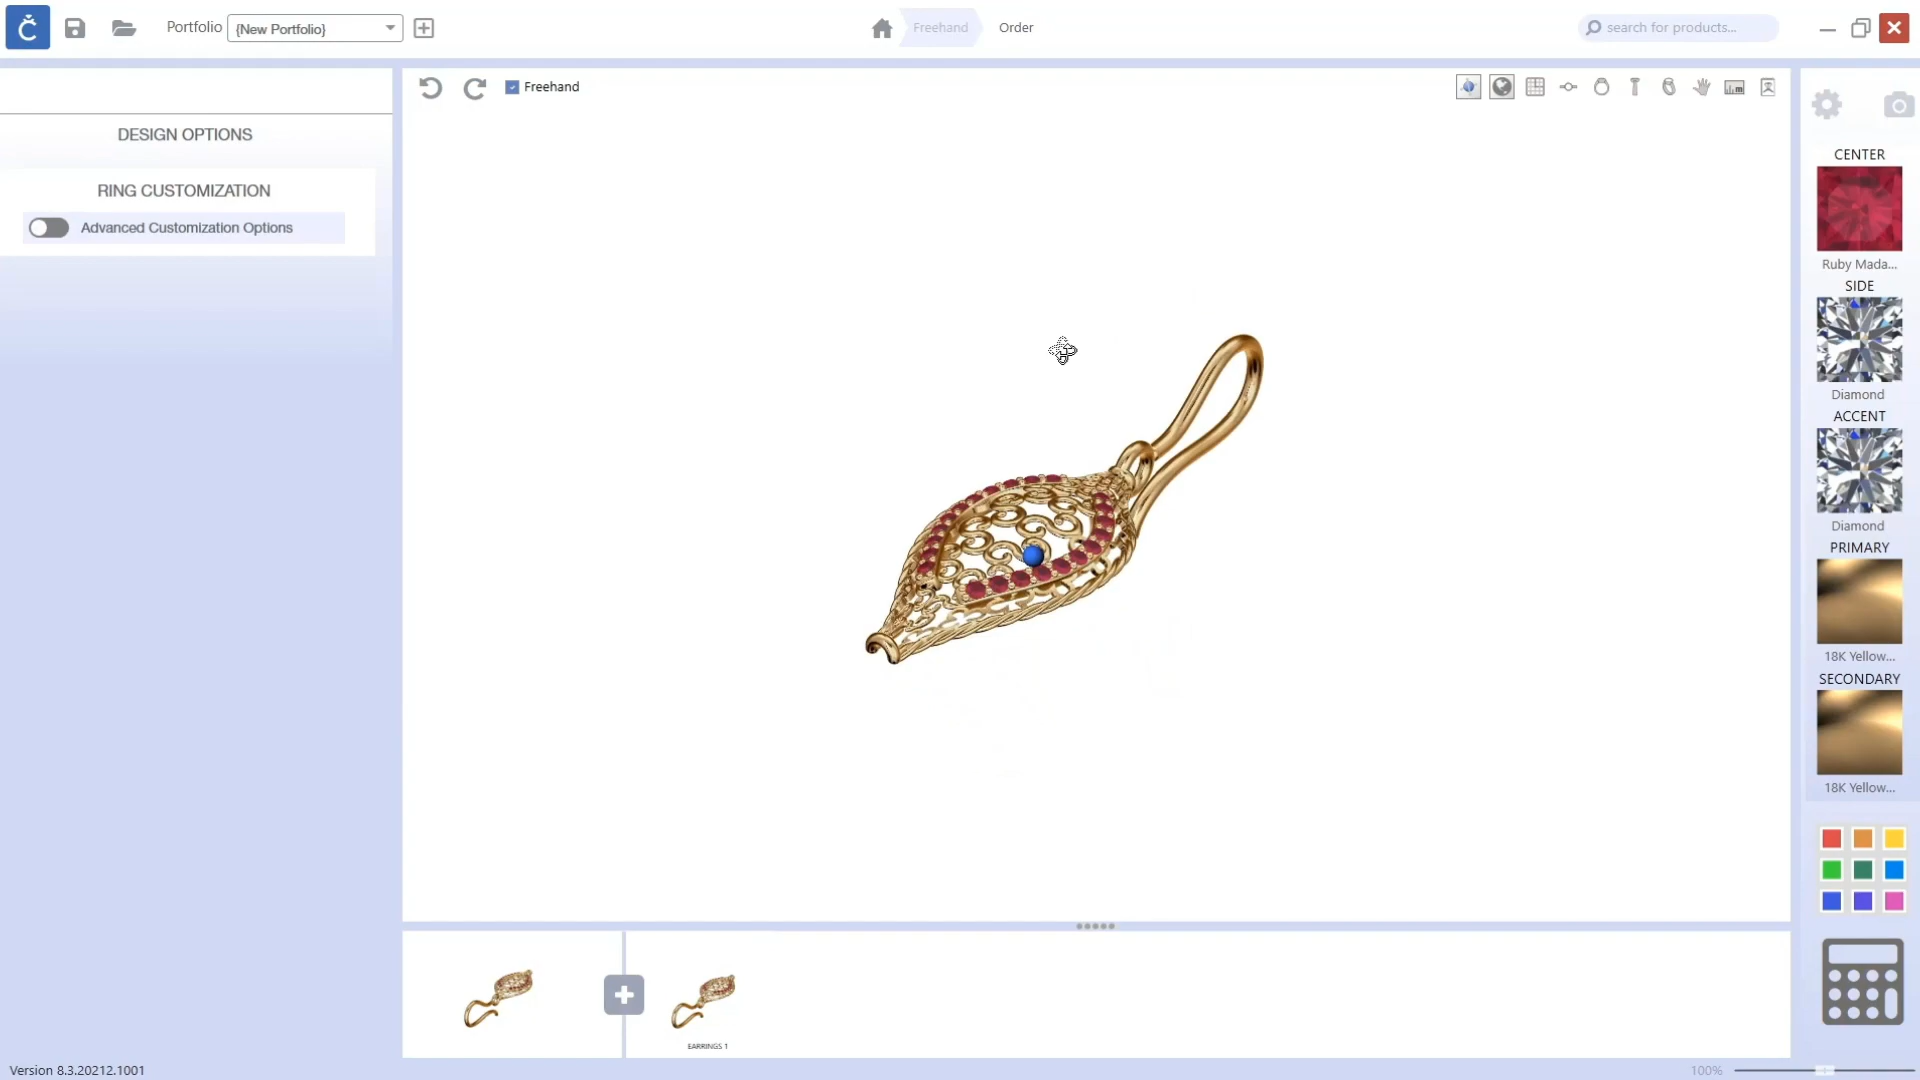 Č
Portfolio {New Portfolio}
Freehand
Order
search for products...
DESIGN OPTIONS
RING CUSTOMIZATION
Advanced Customization Options
Freehand
CENTER
Ruby Mada...
SIDE
Diamond
ACCENT
Diamond
PRIMARY
18K Yellow...
SECONDARY
18K Yellow...
EARRINGS 1
Version 8.3.20212.1001
100%